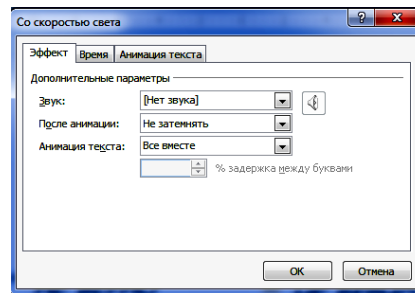 Со скоростью света
Эффект Время Анимация текста
Дополнительные параметры
Звук: [Нет звука]
После анимации: Не затемнять
Анимация текста: Все вместе
% задержка между буквами
ОК Отмена